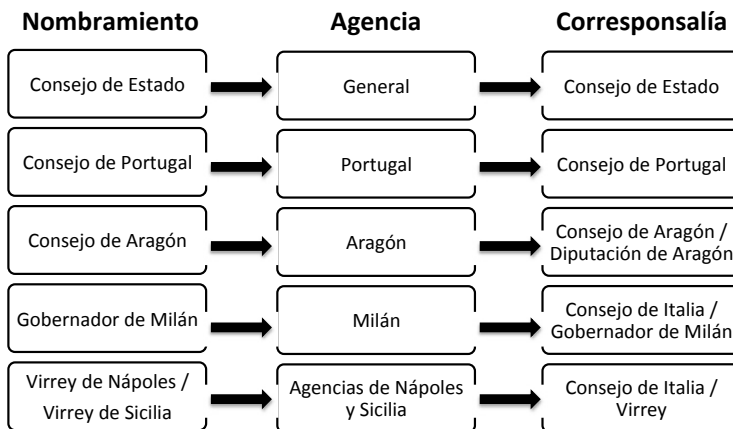 Nombramiento
Agencia
Corresponsalía
Consejo de Estado
General
Consejo de Estado
Consejo de Portugal
Portugal
Consejo de Portugal
Consejo de Aragón
Aragón
Consejo de Aragón /
Diputación de Aragón
Gobernador de Milán
Milán
Consejo de Italia /
Gobernador de Milán
Virrey de Nápoles /
Virrey de Sicilia
Agencias de Nápoles
y Sicilia
Consejo de Italia /
Virrey